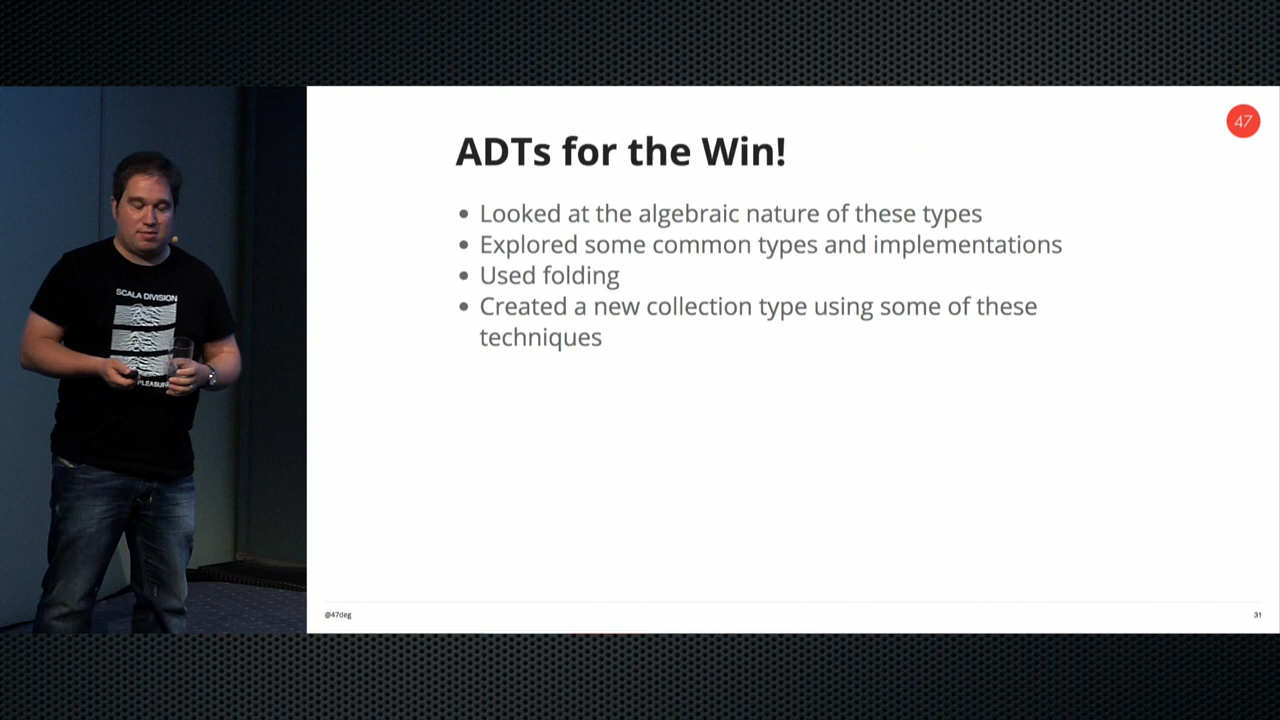 47
ADTs for the Win!
• Looked at the algebraic nature of these types
• Explored some common types and implementations
• Used folding
• Created a new collection type using some of these
techniques
SCALA DIVISION
PLEASUR
@47deg
31